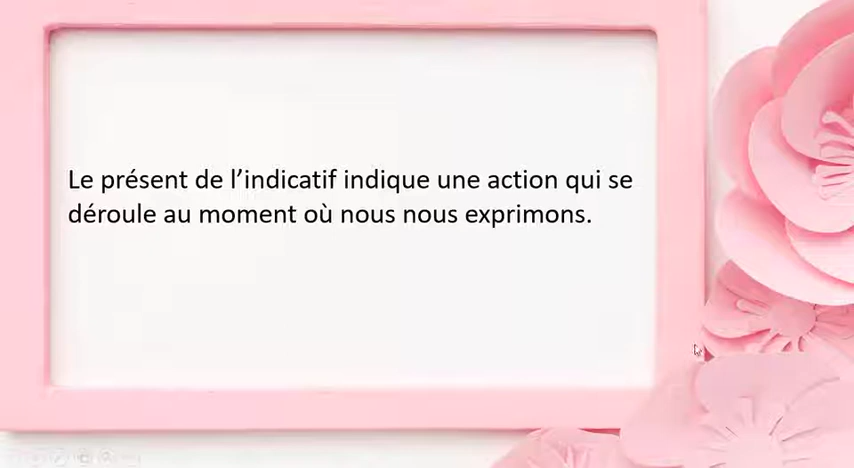 Le présent de l’indicatif indique une action qui se
déroule au moment où nous nous exprimons.